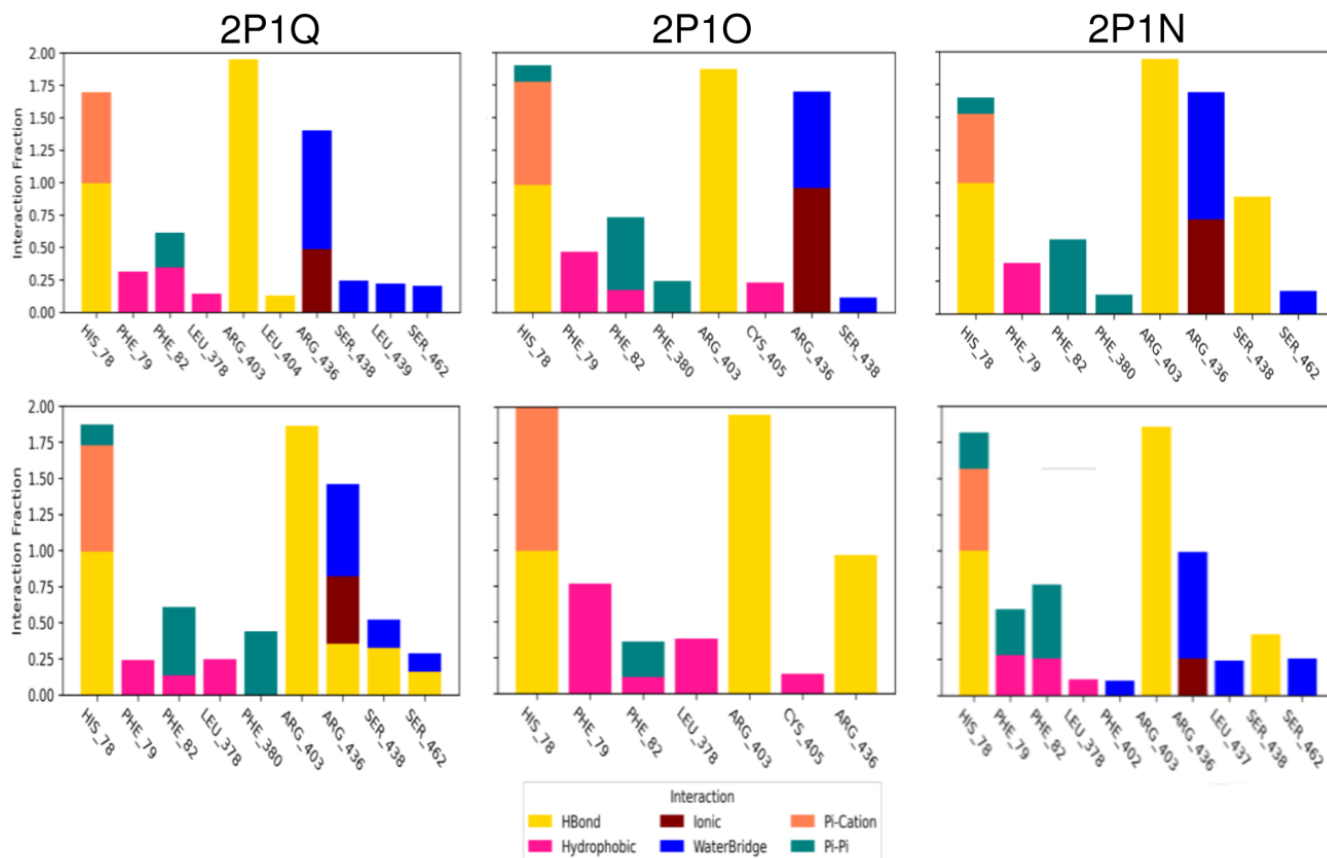 2P1Q 2P1O 2P1N
Interaction Fraction
2.00
1.75
1.50
1.25
1.00
0.75
0.50
0.25
0.00
HIS_78 PHE_79 PHE_82 LEU_378 ARG_403 LEU_404 ARG_436 SER_438 LEU_439 SER_462
HIS_78 PHE_79 PHE_82 PHE_380 ARG_403 CYS_405 ARG_436 SER_438
HIS_78 PHE_79 PHE_82 PHE_380 ARG_403 ARG_436 SER_438 SER_462
Interaction Fraction
2.00
1.75
1.50
1.25
1.00
0.75
0.50
0.25
0.00
HIS_78 PHE_79 PHE_82 LEU_378 PHE_380 ARG_403 ARG_436 SER_438 SER_462
HIS_78 PHE_79 PHE_82 LEU_378 ARG_403 CYS_405 ARG_436
HIS_78 PHE_79 PHE_82 LEU_378 PHE_402 ARG_403 ARG_436 LEU_437 SER_438 SER_462
Interaction
HBond Ionic Pi-Cation
Hydrophobic WaterBridge Pi-Pi